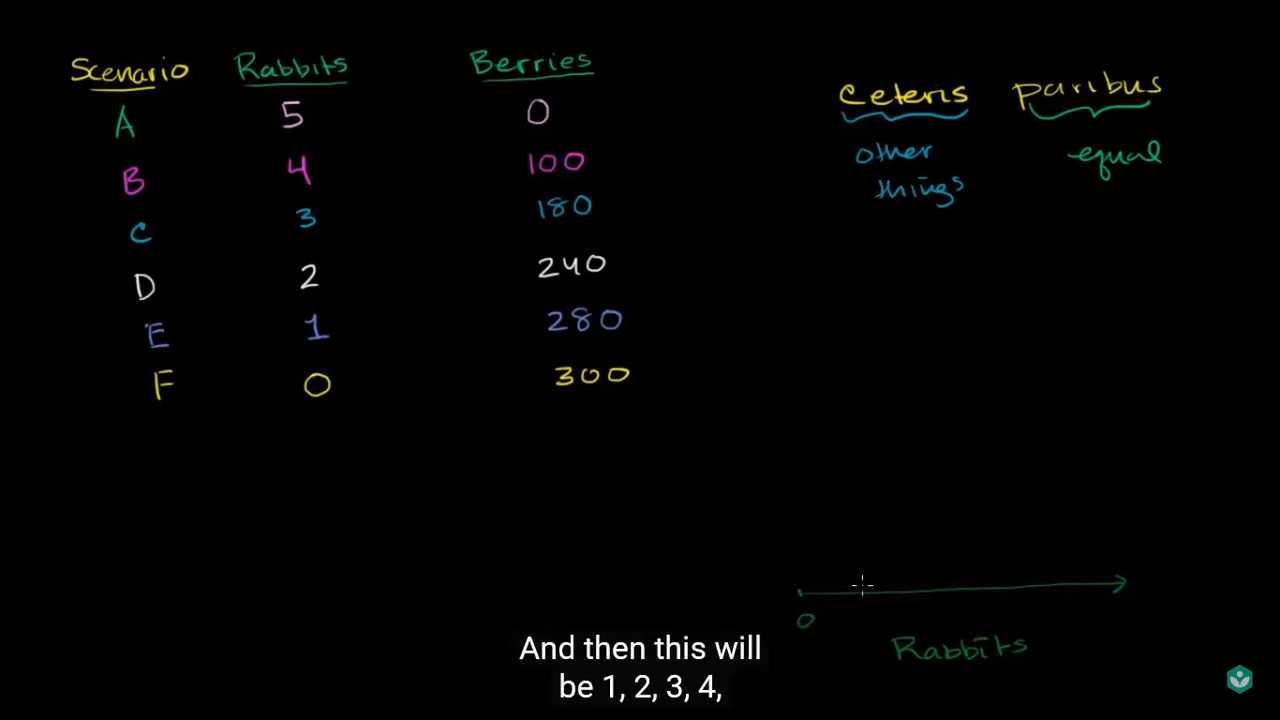 Scenario Rabbits Berries
A 5 0
B 4 100
C 3 180
D 2 240
E 1 280
F 0 300
Ceteris paribus
other equal
things
0
Rabbits
And then this will
be 1, 2, 3, 4,